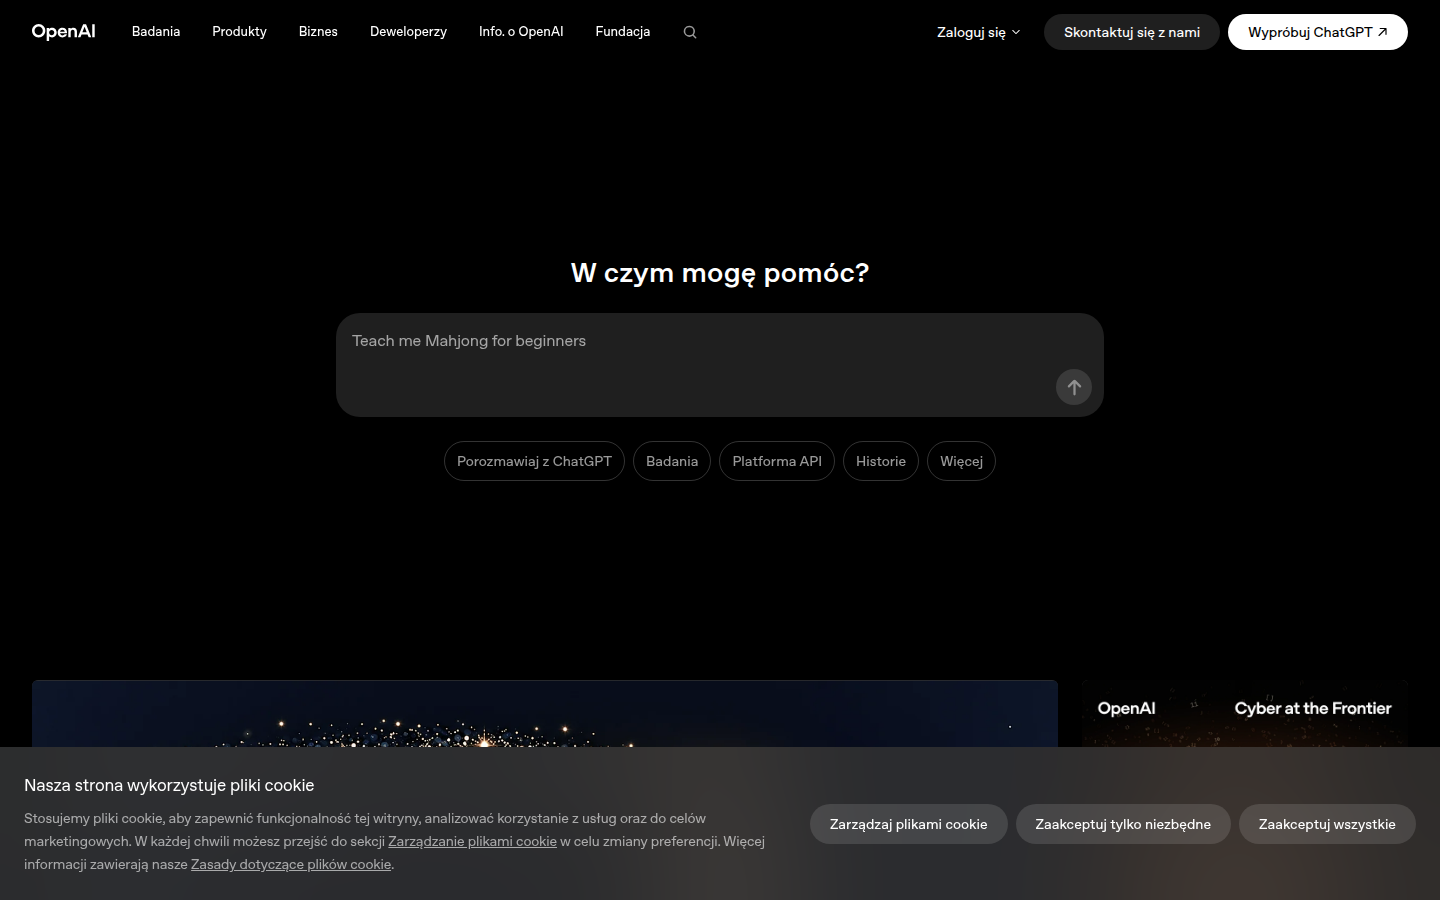 OpenAI
Badania
Produkty
Biznes
Deweloperzy
Info. o OpenAI
Fundacja
Zaloguj się
Skontaktuj się z nami
Wypróbuj ChatGPT
W czym mogę pomóc?
Teach me Mahjong for beginners
Porozmawiaj z ChatGPT
Badania
Platforma API
Historie
Więcej
OpenAI
Cyber at the Frontier
Nasza strona wykorzystuje pliki cookie
Stosujemy pliki cookie, aby zapewnić funkcjonalność tej witryny, analizować korzystanie z usług oraz do celów
marketingowych. W każdej chwili możesz przejść do sekcji Zarządzanie plikami cookie w celu zmiany preferencji. Więcej
informacji zawierają nasze Zasady dotyczące plików cookie.
Zarządzaj plikami cookie
Zaakceptuj tylko niezbędne
Zaakceptuj wszystkie